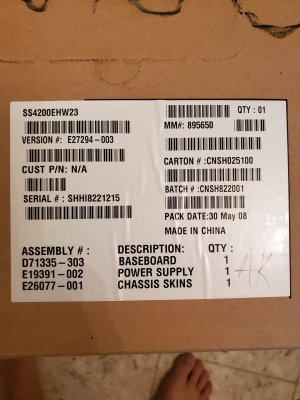 SS4200EHW23
QTY : 01
MM#: 895650
VERSION #: E27294-003
CARTON # :CNSH025100
CUST P/N: N/A
BATCH # :CNSH822001
SERIAL # : SHHI8221215
PACK DATE:30 May 08
MADE IN CHINA
ASSEMBLY # : DESCRIPTION: QTY :
D71335-303 BASEBOARD 1
E19391-002 POWER SUPPLY 1
E26077-001 CHASSIS SKINS 1
AK